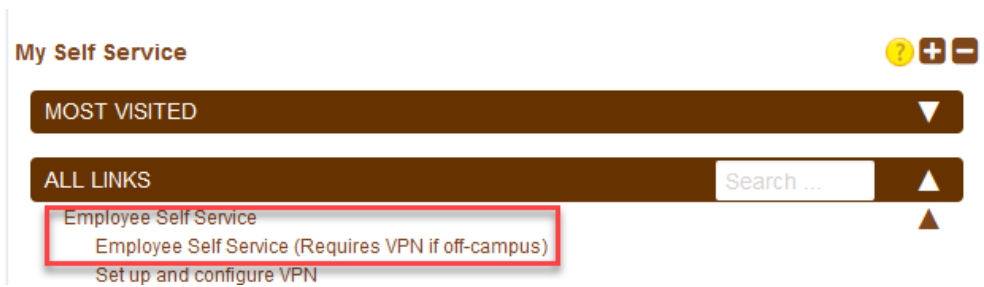 My Self Service
?
MOST VISITED
ALL LINKS
Search ...
Employee Self Service
Employee Self Service (Requires VPN if off-campus)
Set up and configure VPN